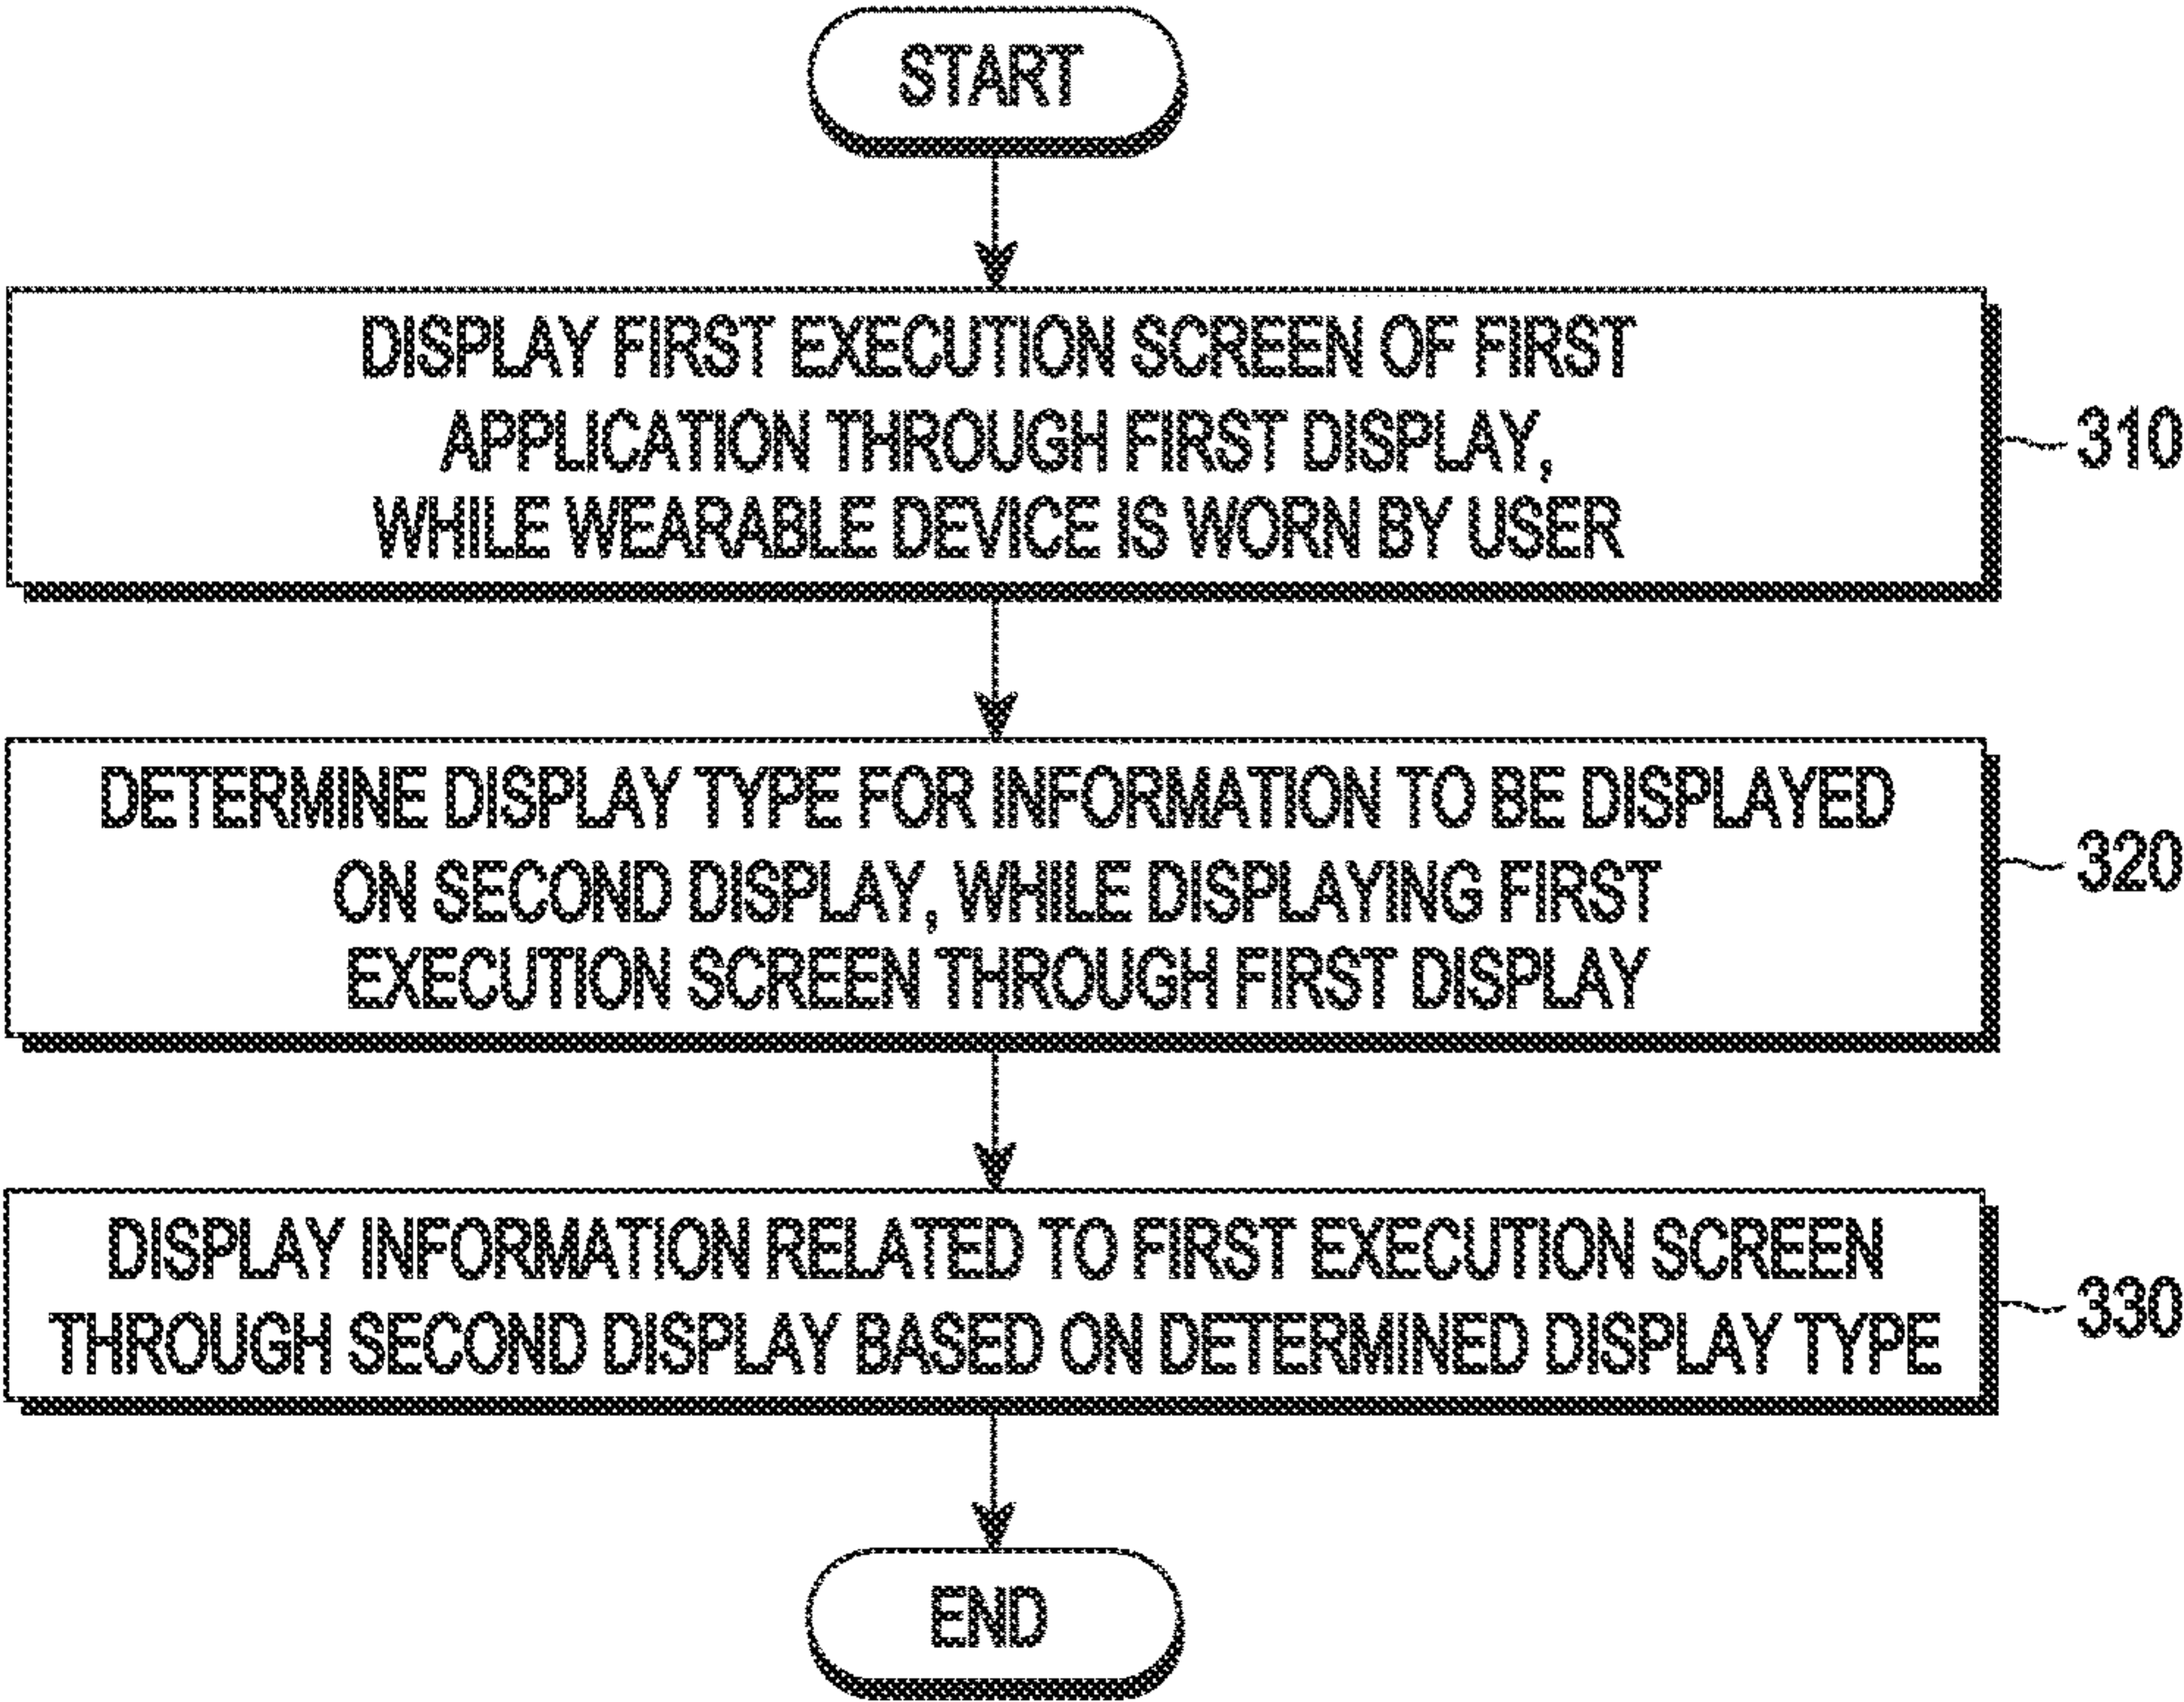 START
DISPLAY FIRST EXECUTION SCREEN OF FIRST
APPLICATION THROUGH FIRST DISPLAY,
WHILE WEARABLE DEVICE IS WORN BY USER
310
DETERMINE DISPLAY TYPE FOR INFORMATION TO BE DISPLAYED
ON SECOND DISPLAY, WHILE DISPLAYING FIRST
EXECUTION SCREEN THROUGH FIRST DISPLAY
320
DISPLAY INFORMATION RELATED TO FIRST EXECUTION SCREEN
THROUGH SECOND DISPLAY BASED ON DETERMINED DISPLAY TYPE
330
END